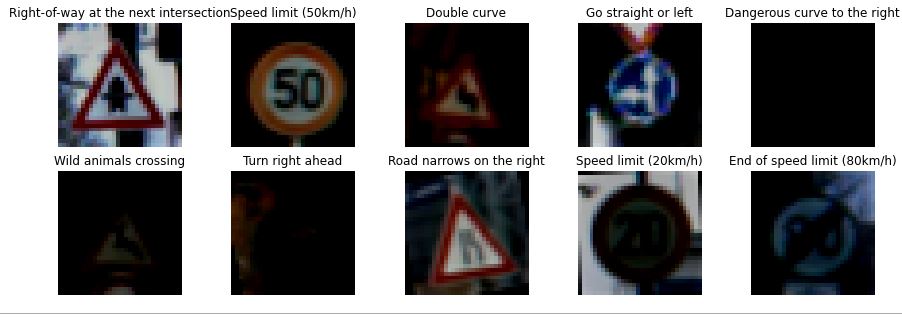 Right-of-way at the next intersection
Speed limit (50km/h)
Double curve
Go straight or left
Dangerous curve to the right
50
Wild animals crossing
Turn right ahead
Road narrows on the right
Speed limit (20km/h)
End of speed limit (80km/h)
20
80